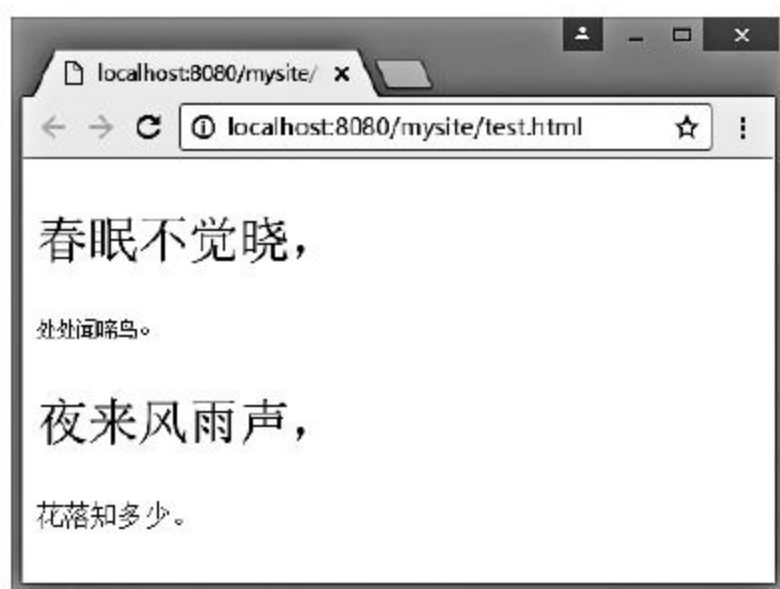 localhost:8080/mysite/
localhost:8080/mysite/test.html
春眠不觉晓，
处处闻啼鸟。
夜来风雨声，
花落知多少。